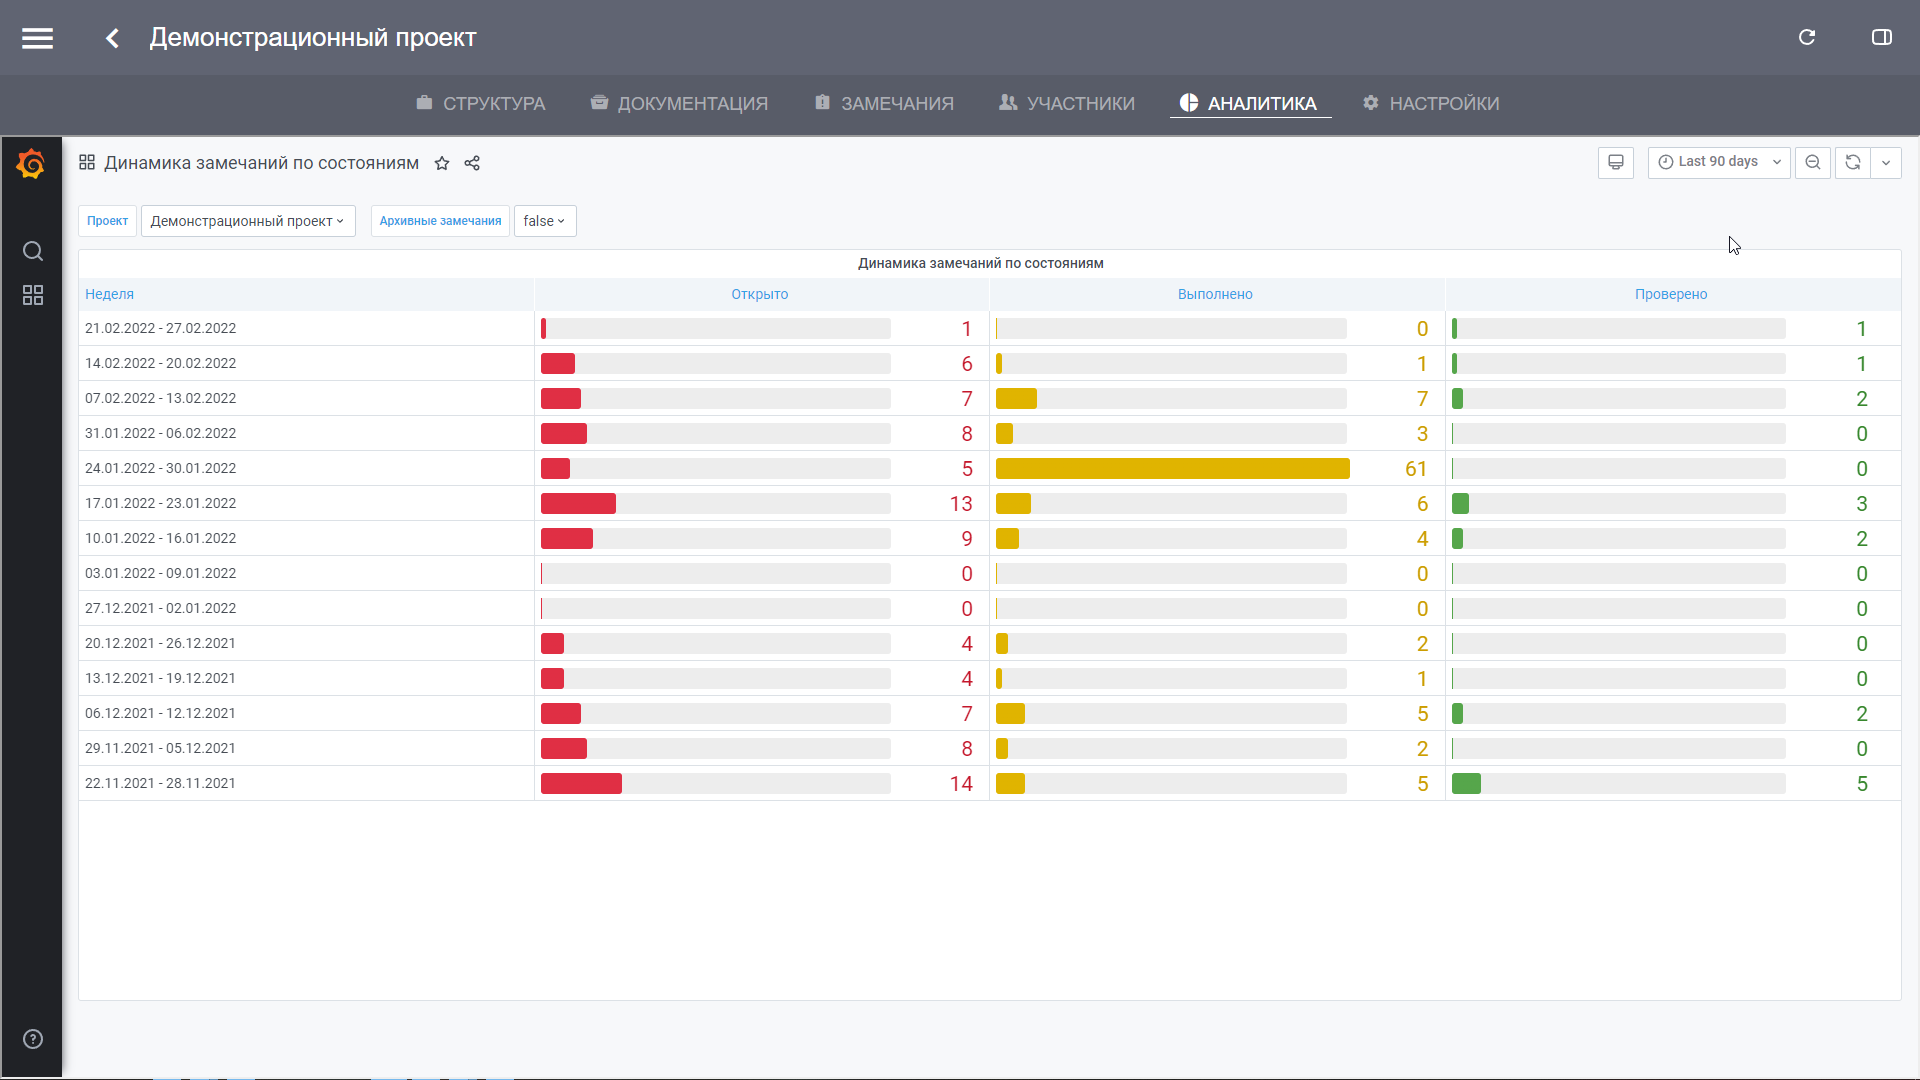 Демонстрационный проект
СТРУКТУРА ДОКУМЕНТАЦИЯ ЗАМЕЧАНИЯ УЧАСТНИКИ АНАЛИТИКА НАСТРОЙКИ
Динамика замечаний по состояниям Last 90 days
Проект Демонстрационный проект Архивные замечания false
Динамика замечаний по состояниям
Неделя Открыто Выполнено Проверено
21.02.2022 - 27.02.2022 1 0 1
14.02.2022 - 20.02.2022 6 1 1
07.02.2022 - 13.02.2022 7 7 2
31.01.2022 - 06.02.2022 8 3 0
24.01.2022 - 30.01.2022 5 61 0
17.01.2022 - 23.01.2022 13 6 3
10.01.2022 - 16.01.2022 9 4 2
03.01.2022 - 09.01.2022 0 0 0
27.12.2021 - 02.01.2022 0 0 0
20.12.2021 - 26.12.2021 4 2 0
13.12.2021 - 19.12.2021 4 1 0
06.12.2021 - 12.12.2021 7 5 2
29.11.2021 - 05.12.2021 8 2 0
22.11.2021 - 28.11.2021 14 5 5